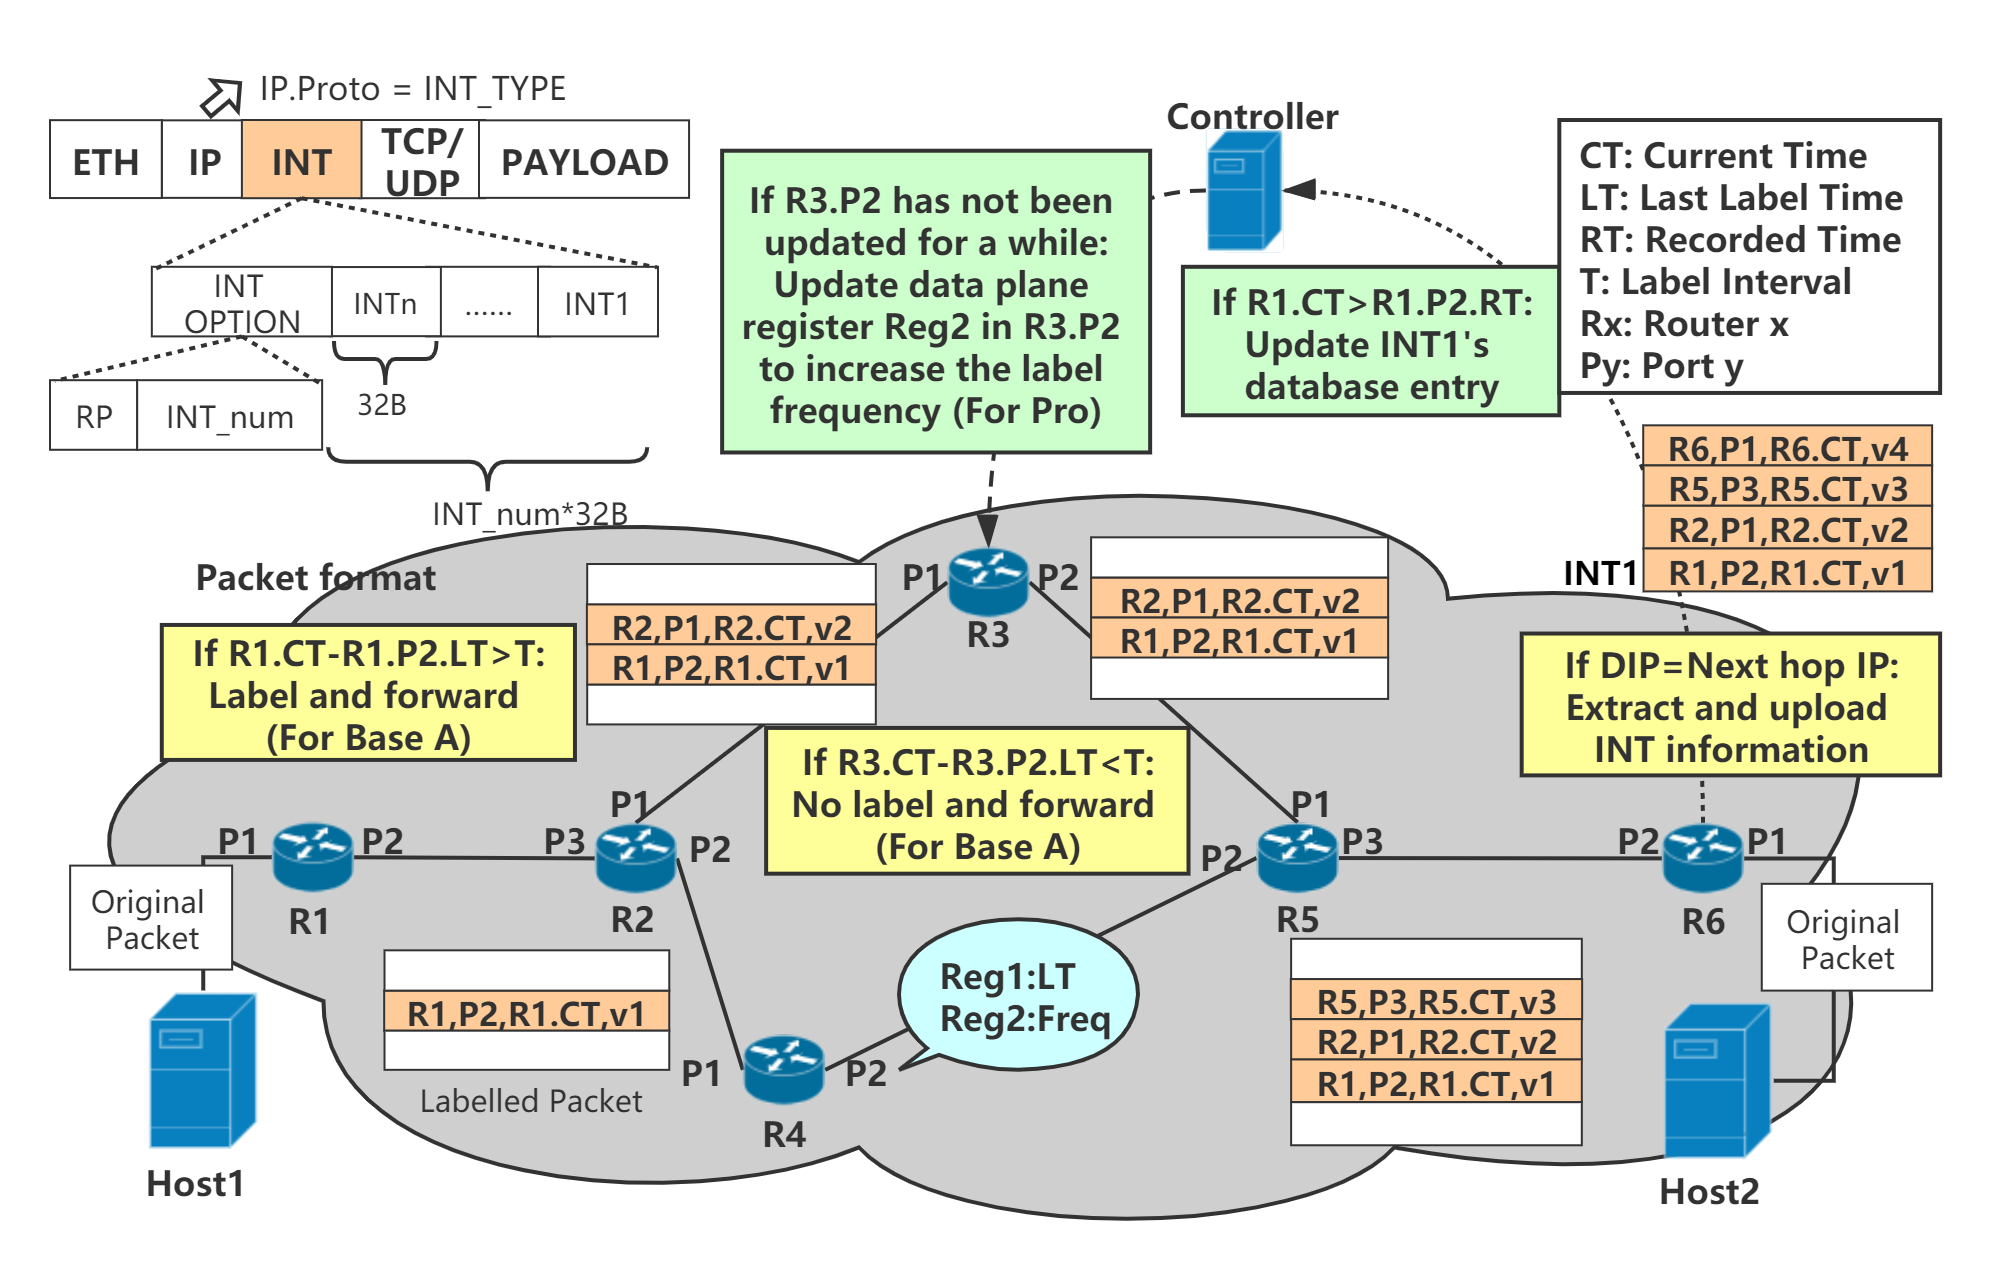 IP.Proto = INT_TYPE
ETH
IP
INT
TCP/
UDP
PAYLOAD
INT
OPTION
INTn
......
INT1
RP
INT_num
32B
INT_num*32B
Packet format
Controller
If R3.P2 has not been
updated for a while:
Update data plane
register Reg2 in R3.P2
to increase the label
frequency (For Pro)
If R1.CT>R1.P2.RT:
Update INT1's
database entry
CT: Current Time
LT: Last Label Time
RT: Recorded Time
T: Label Interval
Rx: Router x
Py: Port y
R6,P1,R6.CT,v4
R5,P3,R5.CT,v3
R2,P1,R2.CT,v2
INT1
R1,P2,R1.CT,v1
If R1.CT-R1.P2.LT>T:
Label and forward
(For Base A)
R2,P1,R2.CT,v2
R1,P2,R1.CT,v1
P1
P2
R3
R2,P1,R2.CT,v2
R1,P2,R1.CT,v1
If R3.CT-R3.P2.LT<T:
No label and forward
(For Base A)
If DIP=Next hop IP:
Extract and upload
INT information
P1
P2
R1
P3
P1
P2
R2
P1
P2
P3
R5
P2
P1
R6
Original
Packet
Original
Packet
R1,P2,R1.CT,v1
Labelled Packet
P1
P2
R4
Reg1:LT
Reg2:Freq
R5,P3,R5.CT,v3
R2,P1,R2.CT,v2
R1,P2,R1.CT,v1
Host1
Host2